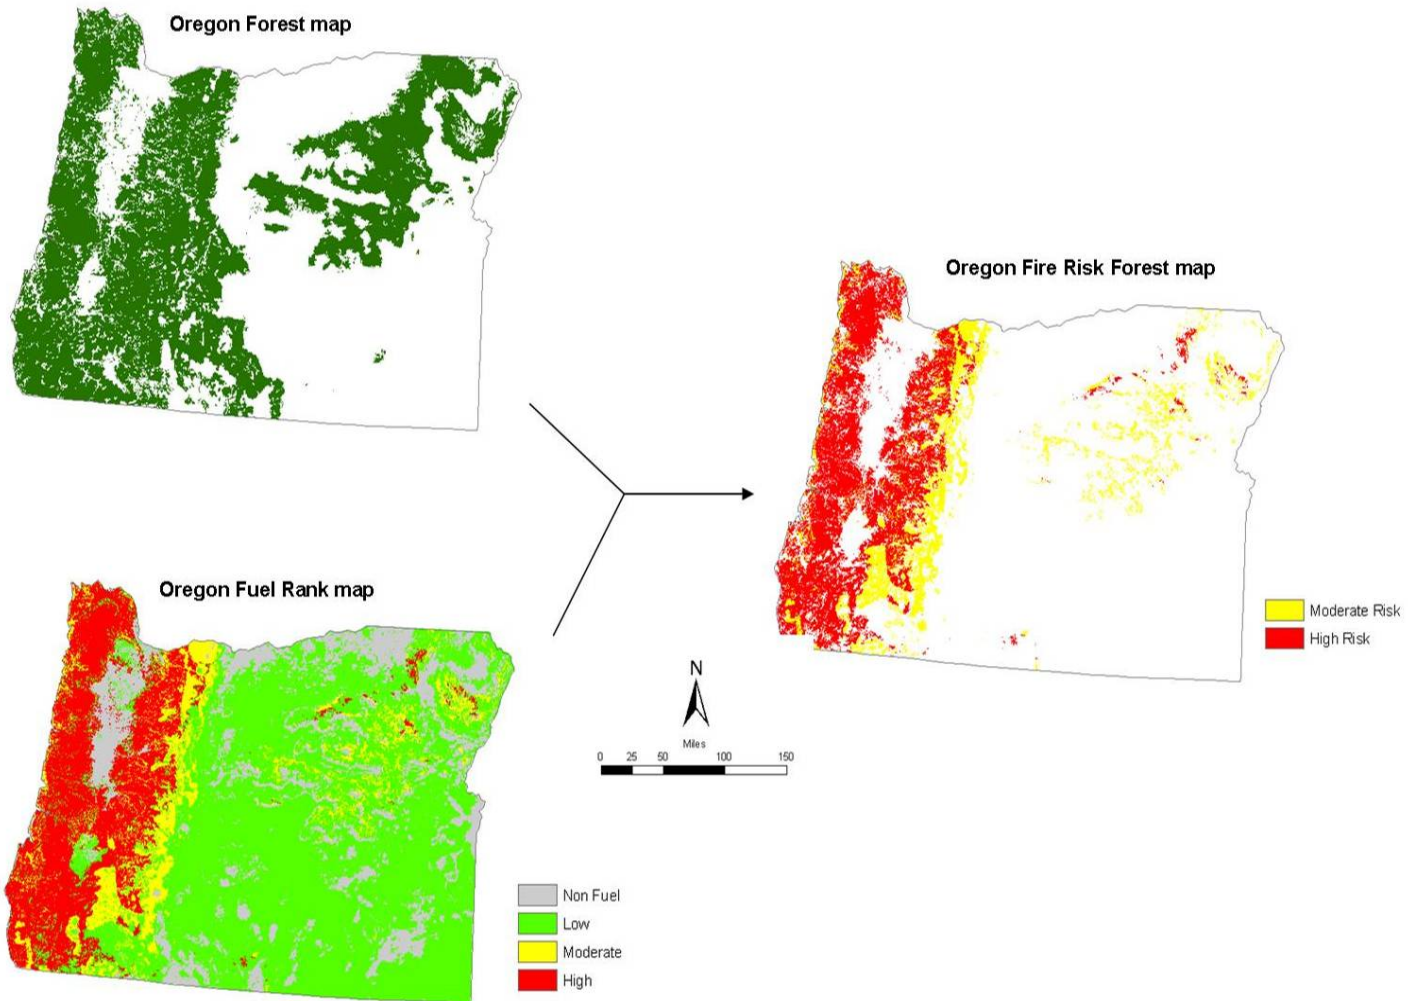 Oregon Forest map
Oregon Fire Risk Forest map
Moderate Risk
High Risk
Oregon Fuel Rank map
N
Miles
0 25 50 100 150
Non Fuel
Low
Moderate
High